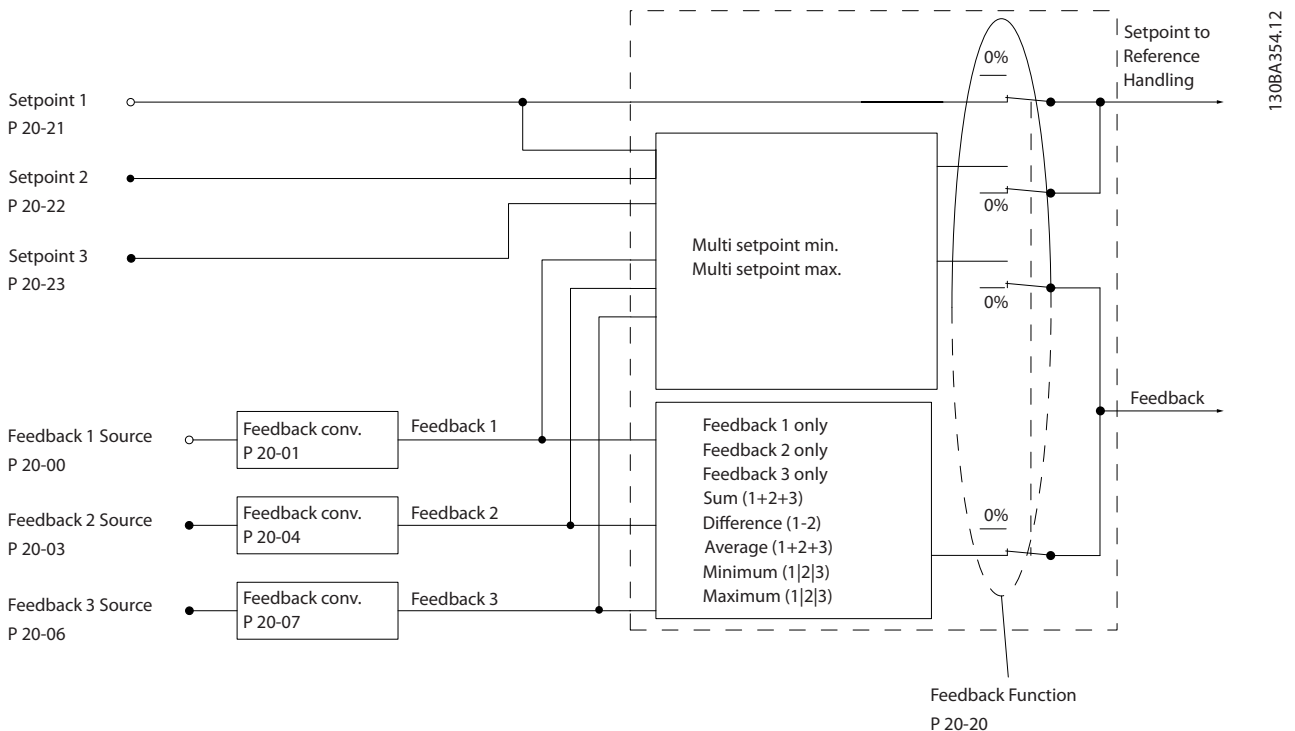 130BA354.12
Setpoint to
Reference
Handling
0%
Setpoint 1
P 20-21
Setpoint 2
P 20-22
0%
Setpoint 3
P 20-23
Multi setpoint min.
Multi setpoint max.
0%
Feedback
Feedback 1 Source
P 20-00
Feedback conv.
P 20-01
Feedback 1
Feedback 2 Source
P 20-03
Feedback conv.
P 20-04
Feedback 2
Feedback 3 Source
P 20-06
Feedback conv.
P 20-07
Feedback 3
Feedback 1 only
Feedback 2 only
Feedback 3 only
Sum (1+2+3)
Difference (1-2)
Average (1+2+3)
Minimum (1|2|3)
Maximum (1|2|3)
0%
Feedback Function
P 20-20